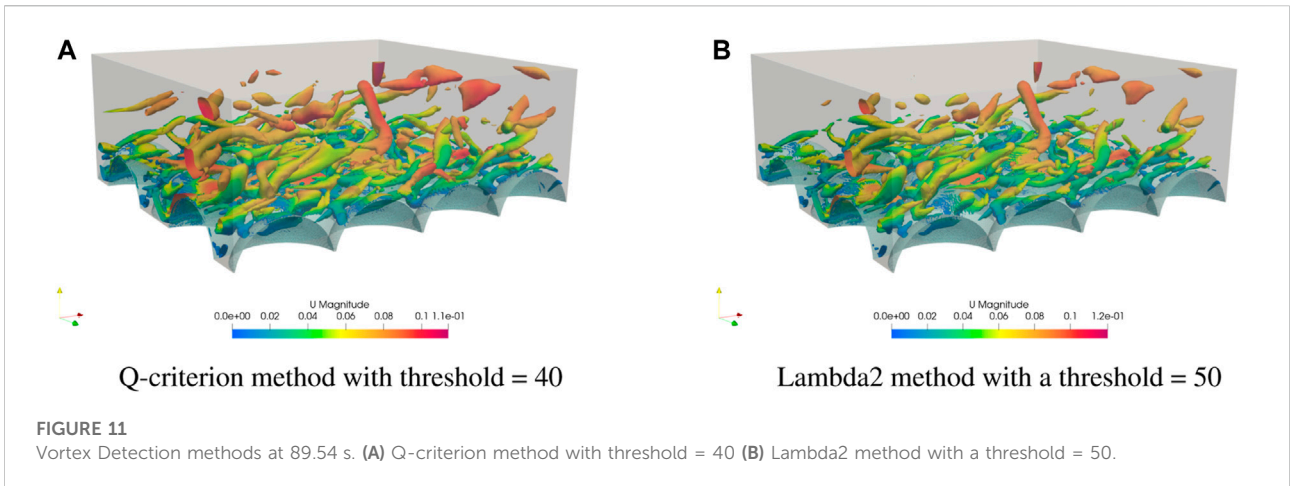 A
B
U Magnitude
0.0e+00 0.02 0.04 0.06 0.08 0.1 1.1e-01
U Magnitude
0.0e+00 0.02 0.04 0.06 0.08 0.1 1.2e-01
Q-criterion method with threshold = 40
Lambda2 method with a threshold = 50
FIGURE 11
Vortex Detection methods at 89.54 s. (A) Q-criterion method with threshold = 40 (B) Lambda2 method with a threshold = 50.